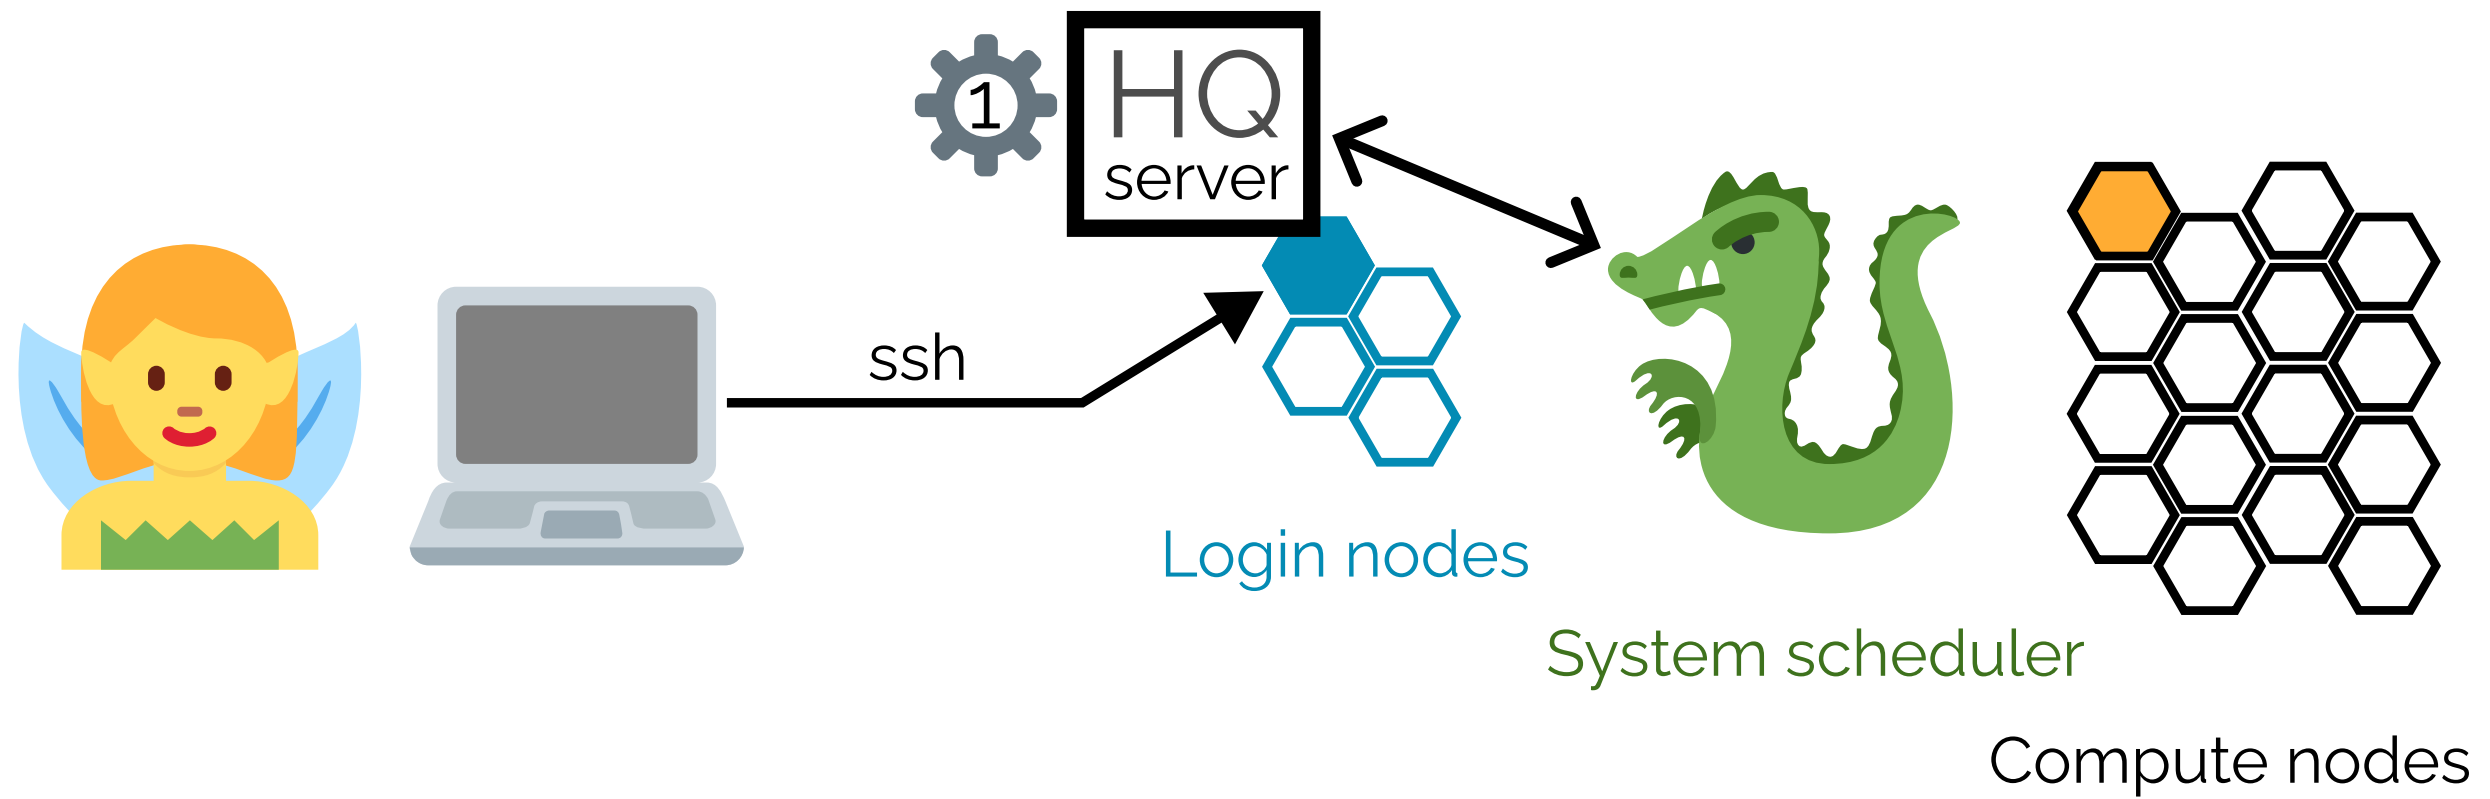 1
HQ
server
ssh
Login nodes
System scheduler
Compute nodes